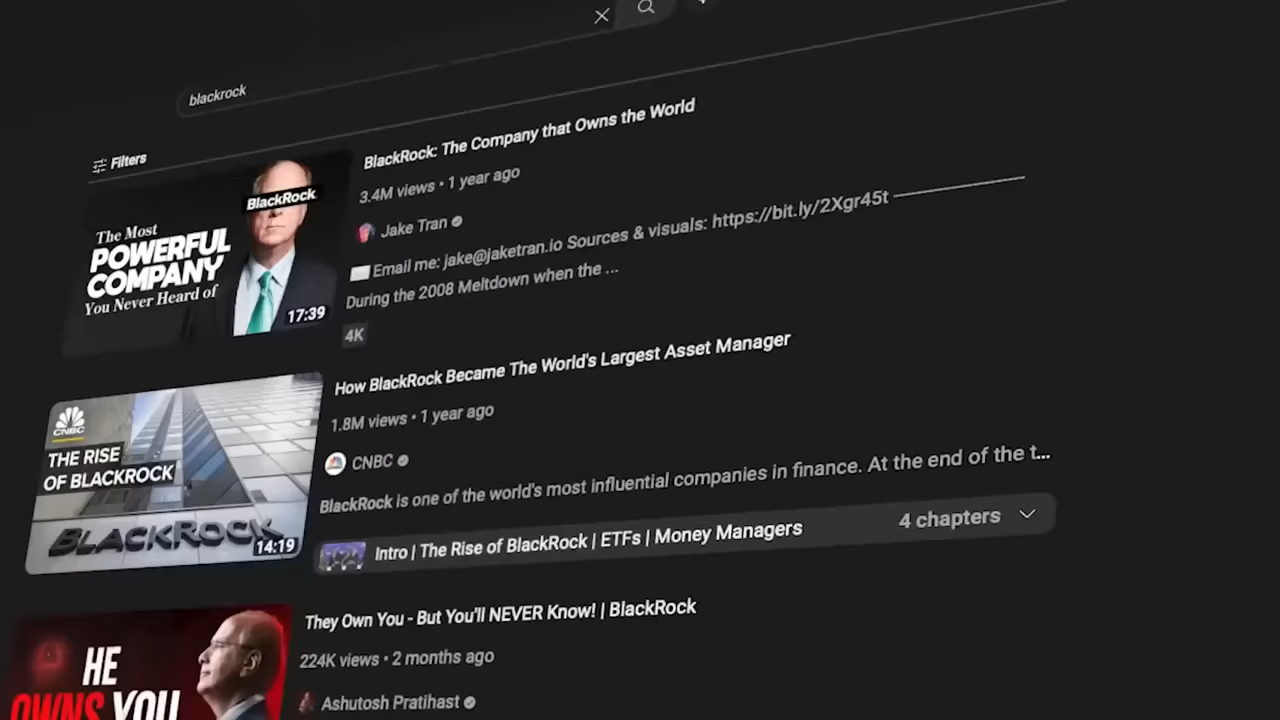 blackrock
Filters
The Most
POWERFUL
COMPANY
You Never Heard of
BlackRock
17:39
BlackRock: The Company that Owns the World
3.4M views • 1 year ago
Jake Tran
Email me: jake@jaketran.io Sources & visuals: https://bit.ly/2Xgr45t
During the 2008 Meltdown when the ...
4K
CNBC
THE RISE
OF BLACKROCK
BLACKROCK
14:19
How BlackRock Became The World's Largest Asset Manager
1.8M views • 1 year ago
CNBC
BlackRock is one of the world's most influential companies in finance. At the end of the t...
Intro | The Rise of BlackRock | ETFs | Money Managers
4 chapters
HE
OWNS YOU
They Own You - But You'll NEVER Know! | BlackRock
224K views • 2 months ago
Ashutosh Pratihast